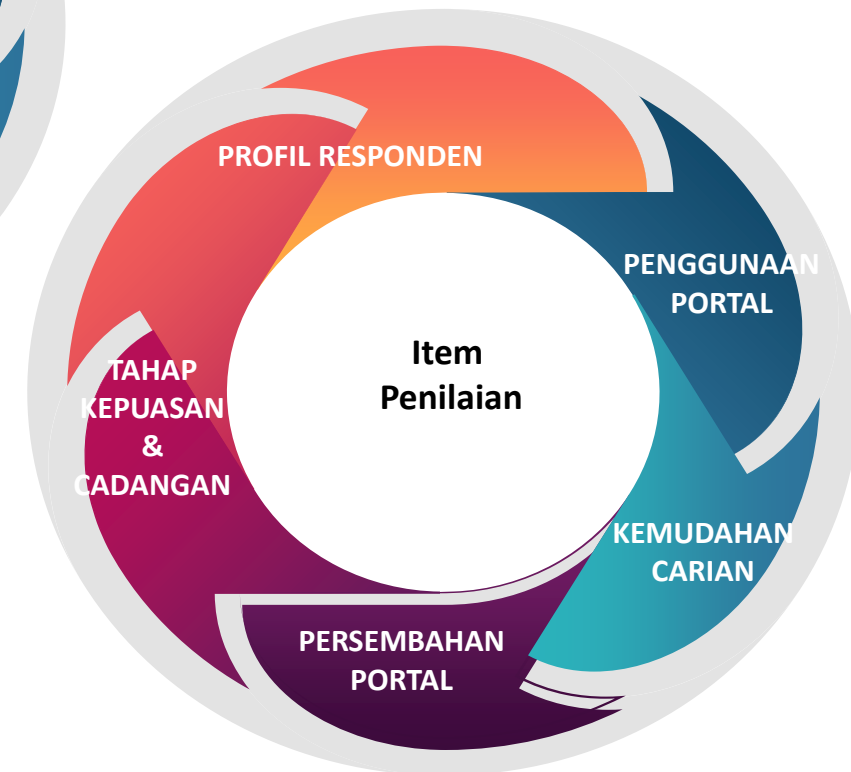 PROFIL RESPONDEN
PENGGUNAAN
PORTAL
Item
Penilaian
TAHAP
KEPUASAN
&
CADANGAN
KEMUDAHAN
CARIAN
PERSEMBAHAN
PORTAL